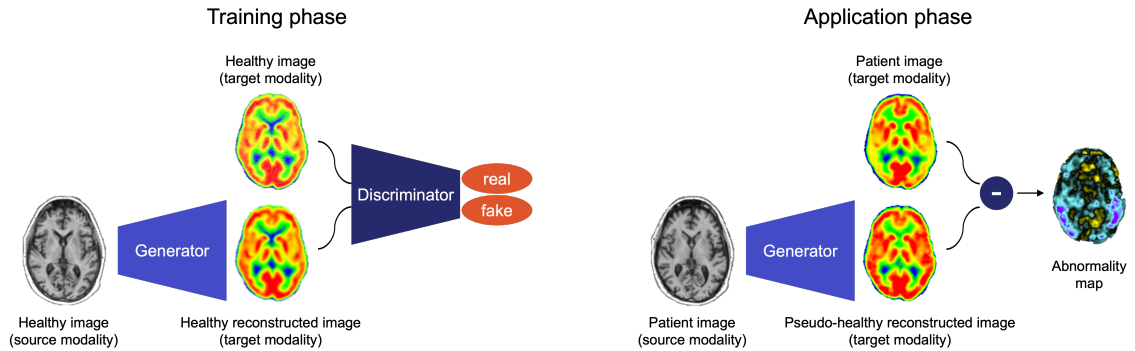 Training phase
Healthy image
(target modality)
Discriminator
real
fake
Generator
Healthy image
(source modality)
Healthy reconstructed image
(target modality)
Application phase
Patient image
(target modality)
-
Generator
Abnormality
map
Patient image
(source modality)
Pseudo-healthy reconstructed image
(target modality)